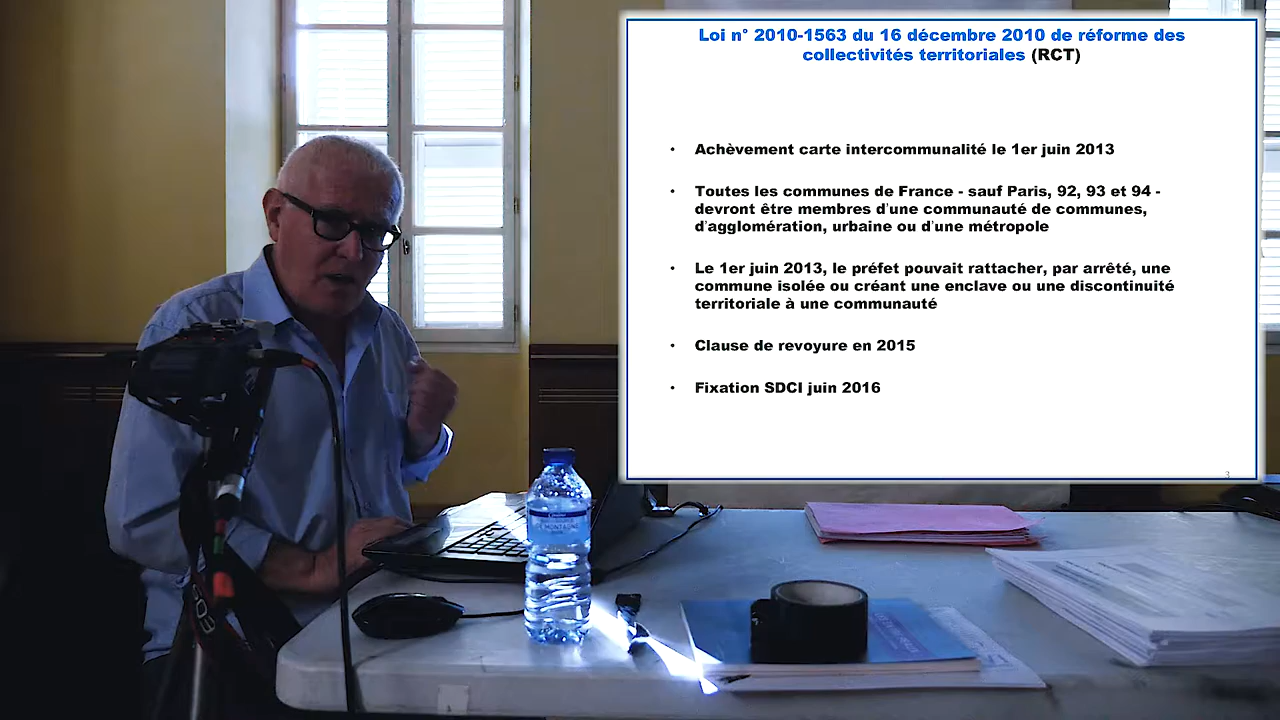 Loi n° 2010-1563 du 16 décembre 2010 de réforme des
collectivités territoriales (RCT)
• Achèvement carte intercommunalité le 1er juin 2013
• Toutes les communes de France - sauf Paris, 92, 93 et 94 -
devront être membres d'une communauté de communes,
d'agglomération, urbaine ou d'une métropole
• Le 1er juin 2013, le préfet pouvait rattacher, par arrêté, une
commune isolée ou créant une enclave ou une discontinuité
territoriale à une communauté
• Clause de revoyure en 2015
• Fixation SDCI juin 2016
3
MONTAGNE